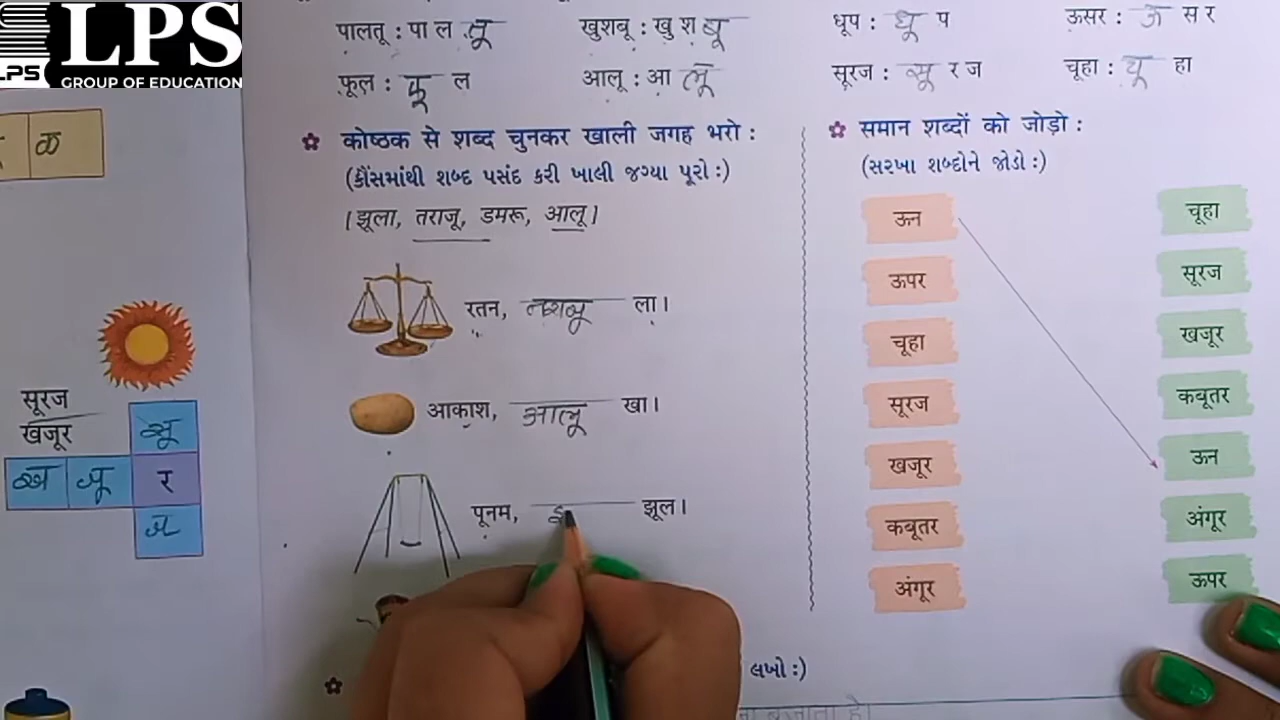 LPS
LPS
GROUP OF EDUCATION
पालतू : पा ल तू
खुशबू : खु श बू
धूप : धू प
ऊसर : ऊ स र
फूल : फू ल
आलू : आ लू
सूरज : सू र ज
चूहा : चू हा
क
सूरज
खजूर
सू
ख जू र
ज
कोष्ठक से शब्द चुनकर खाली जगह भरो :
(કૌંસમાંથી શબ્દ પસંદ કરી ખાલી જગ્યા પૂરો :)
(झूला, तराजू, डमरू, आलू)
रतन, तराजू ला।
आकाश, आलू खा।
पूनम, झूल।
समान शब्दों को जोड़ो :
(સરખા શબ્દોને જોડો :)
ऊन चूहा
ऊपर सूरज
चूहा खजूर
सूरज कबूतर
खजूर ऊन
कबूतर अंगूर
अंगूर ऊपर
લખો :)